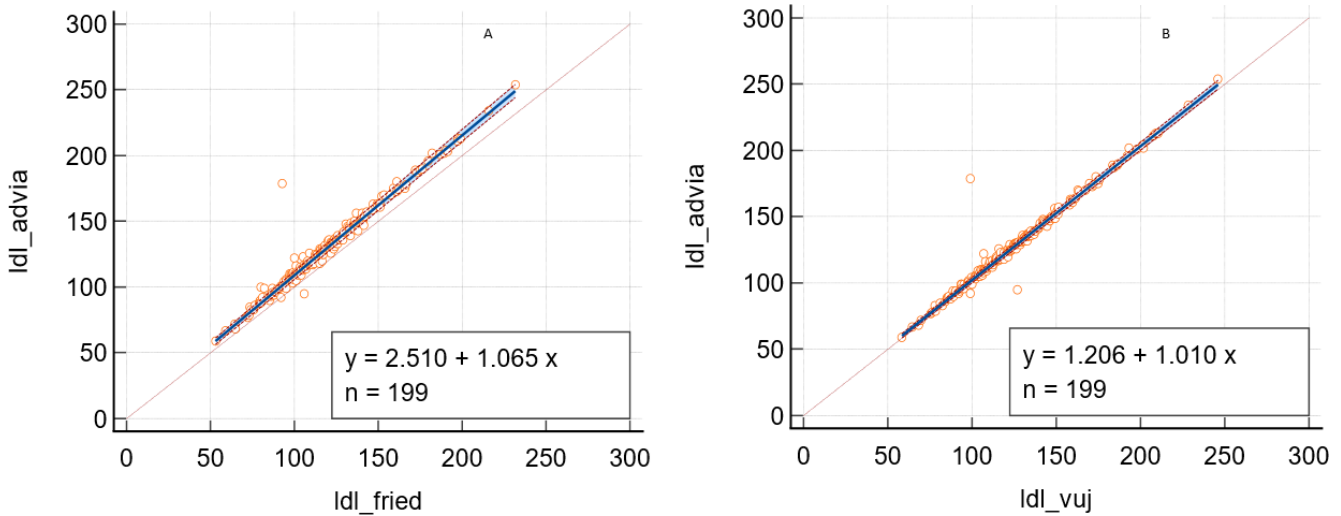 A
300
250
200
150
100
50
0
ldl_advia
y = 2.510 + 1.065 x
n = 199
0 50 100 150 200 250 300
ldl_fried
B
300
250
200
150
100
50
0
ldl_advia
y = 1.206 + 1.010 x
n = 199
0 50 100 150 200 250 300
ldl_vuj